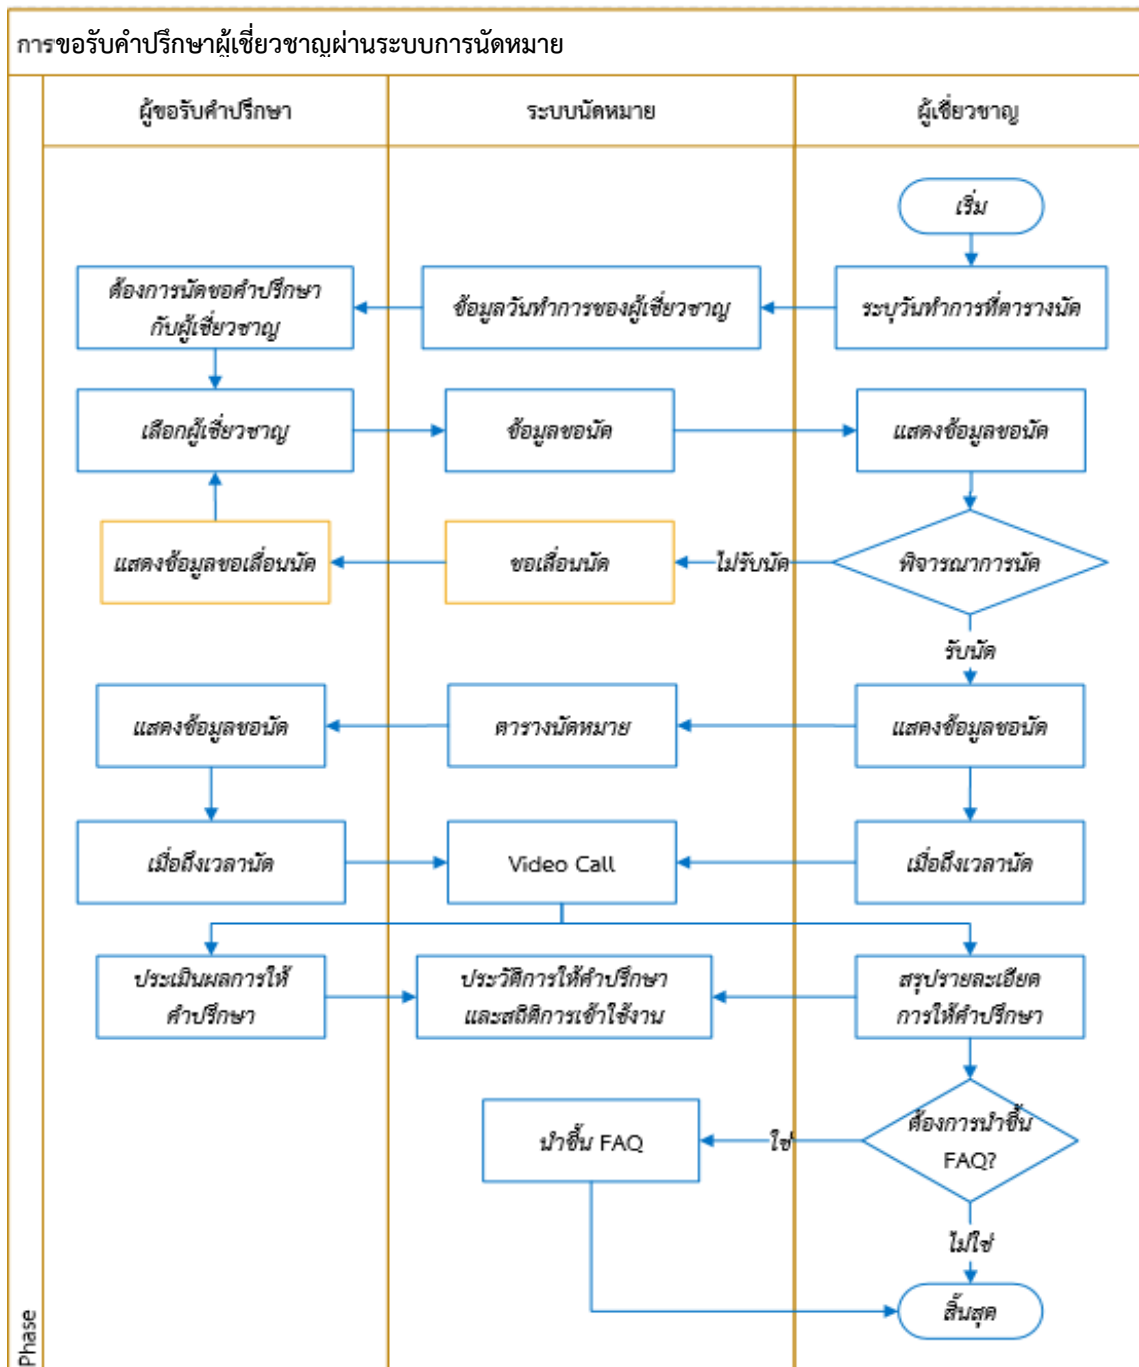 การขอรับคำปรึกษาผู้เชี่ยวชาญผ่านระบบการนัดหมาย
ผู้ขอรับคำปรึกษา
ระบบนัดหมาย
ผู้เชี่ยวชาญ
เริ่ม
ต้องการนัดขอคำปรึกษา
กับผู้เชี่ยวชาญ
ข้อมูลวันทำการของผู้เชี่ยวชาญ
ระบุวันทำการที่ตารางนัด
เลือกผู้เชี่ยวชาญ
ข้อมูลขอนัด
แสดงข้อมูลขอนัด
แสดงข้อมูลขอเลื่อนนัด
ขอเลื่อนนัด
ไม่รับนัด
พิจารณาการนัด
รับนัด
แสดงข้อมูลขอนัด
ตารางนัดหมาย
แสดงข้อมูลขอนัด
เมื่อถึงเวลานัด
Video Call
เมื่อถึงเวลานัด
ประเมินผลการให้
คำปรึกษา
ประวัติการให้คำปรึกษา
และสถิติการเข้าใช้งาน
สรุปรายละเอียด
การให้คำปรึกษา
นำขึ้น FAQ
ใช่
ต้องการนำขึ้น
FAQ?
ไม่ใช่
สิ้นสุด
Phase